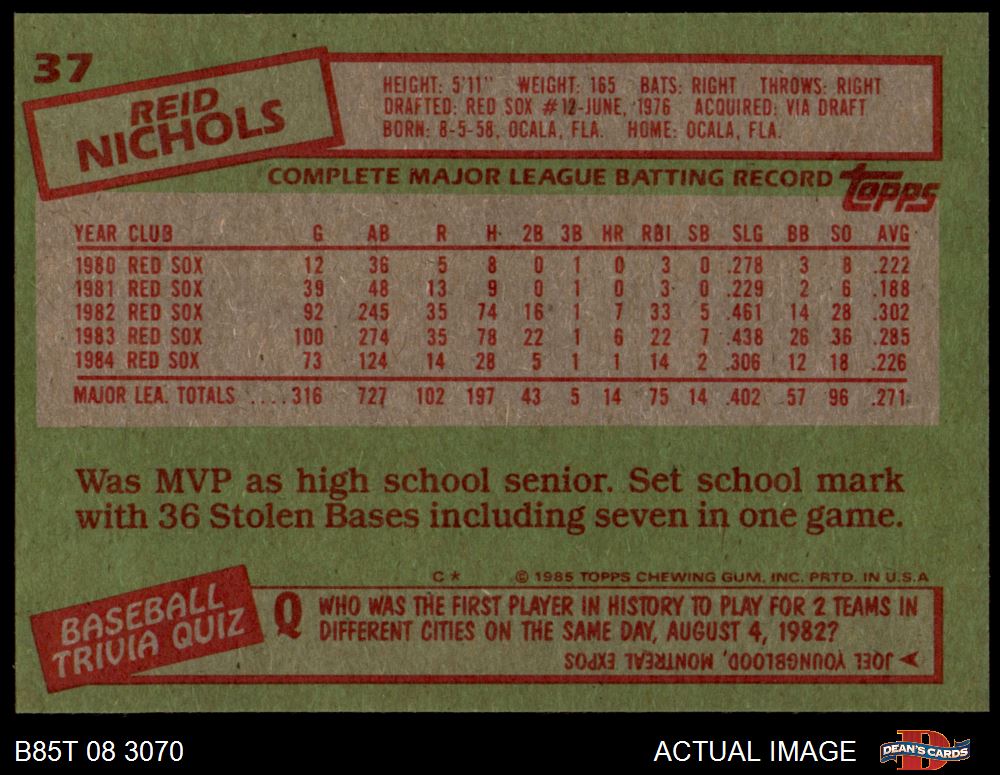 37
REID
NICHOLS
HEIGHT: 5'11" WEIGHT: 165 BATS: RIGHT THROWS: RIGHT
DRAFTED: RED SOX #12-JUNE, 1976 ACQUIRED: VIA DRAFT
BORN: 8-5-58, OCALA, FLA. HOME: OCALA, FLA.
COMPLETE MAJOR LEAGUE BATTING RECORD topps
YEAR CLUB G AB R H 2B 3B HR RBI SB SLG BB SO AVG
1980 RED SOX 12 36 5 8 0 1 0 3 0 .278 3 8 .222
1981 RED SOX 39 48 13 9 0 1 0 3 0 .229 2 6 .188
1982 RED SOX 92 245 35 74 16 1 7 33 5 .461 14 28 .302
1983 RED SOX 100 274 35 78 22 1 6 22 7 .438 26 36 .285
1984 RED SOX 73 124 14 28 5 1 1 14 2 .306 12 18 .226
MAJOR LEA. TOTALS ....316 727 102 197 43 5 14 75 14 .402 57 96 .271
Was MVP as high school senior. Set school mark
with 36 Stolen Bases including seven in one game.
C* © 1985 TOPPS CHEWING GUM, INC. PRTD. IN U.S.A
BASEBALL
TRIVIA QUIZ
Q WHO WAS THE FIRST PLAYER IN HISTORY TO PLAY FOR 2 TEAMS IN
DIFFERENT CITIES ON THE SAME DAY, AUGUST 4, 1982?
JOEL YOUNGBLOOD, MONTREAL EXPOS
B85T 08 3070 ACTUAL IMAGE D DEAN'S CARDS